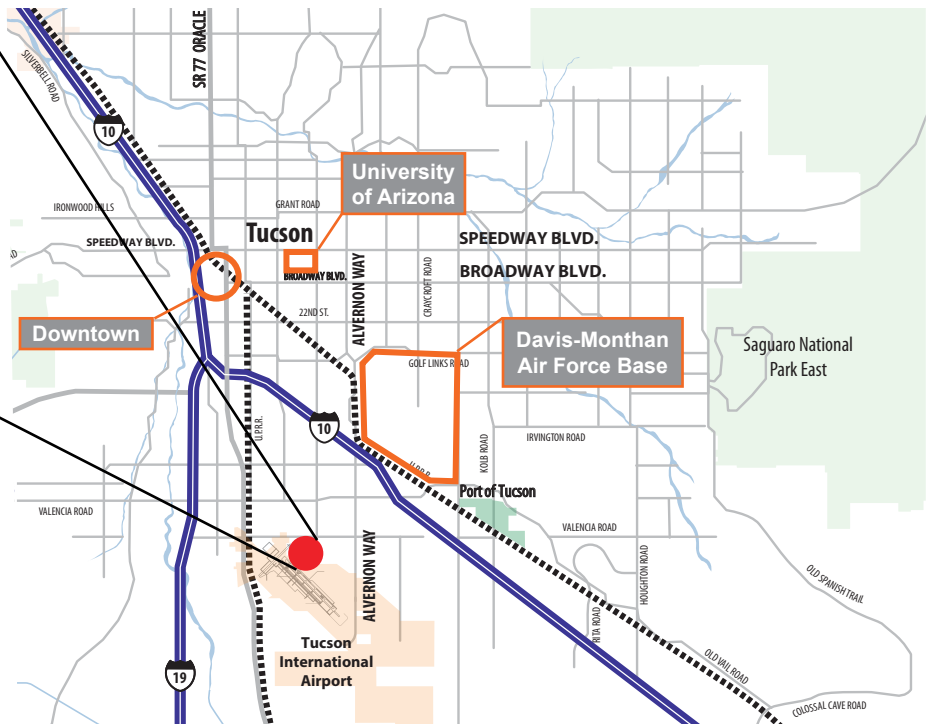 SR 77 ORACLE
SILVERBELL ROAD
10
University
of Arizona
IRONWOOD HILLS
GRANT ROAD
Tucson
SPEEDWAY BLVD.
SPEEDWAY BLVD.
BROADWAY BLVD.
BROADWAY BLVD.
ALVERNON WAY
CRAYCROFT ROAD
22ND ST.
Downtown
Davis-Monthan
Air Force Base
GOLF LINKS ROAD
Saguaro National
Park East
U.P.R.R.
10
IRVINGTON ROAD
KOLB ROAD
U.P.R.R.
Port of Tucson
VALENCIA ROAD
VALENCIA ROAD
ALVERNON WAY
HOUGHTON ROAD
RITA ROAD
OLD SPANISH TRAIL
Tucson
International
Airport
19
OLD VAIL ROAD
COLOSSAL CAVE ROAD